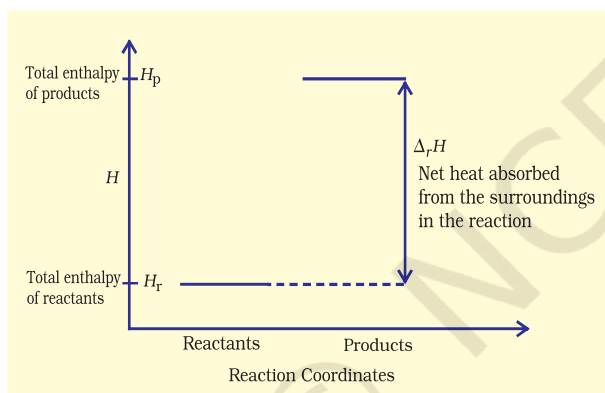 Total enthalpy
of products
Hp
H
ΔrH
Net heat absorbed
from the surroundings
in the reaction
Total enthalpy
of reactants
Hr
Reactants
Products
Reaction Coordinates